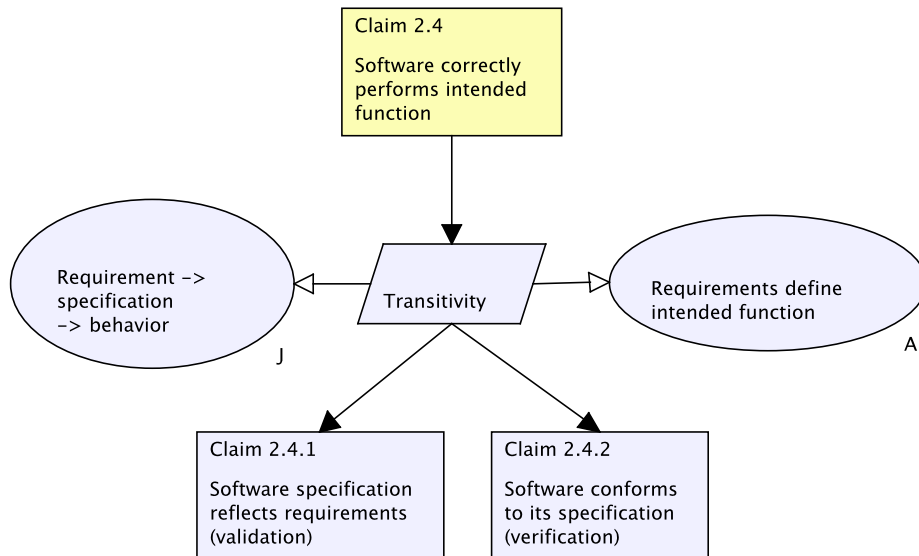 Claim 2.4
Software correctly
performs intended
function
Requirement ->
specification
-> behavior
J
Transitivity
Requirements define
intended function
A
Claim 2.4.1
Software specification
reflects requirements
(validation)
Claim 2.4.2
Software conforms
to its specification
(verification)